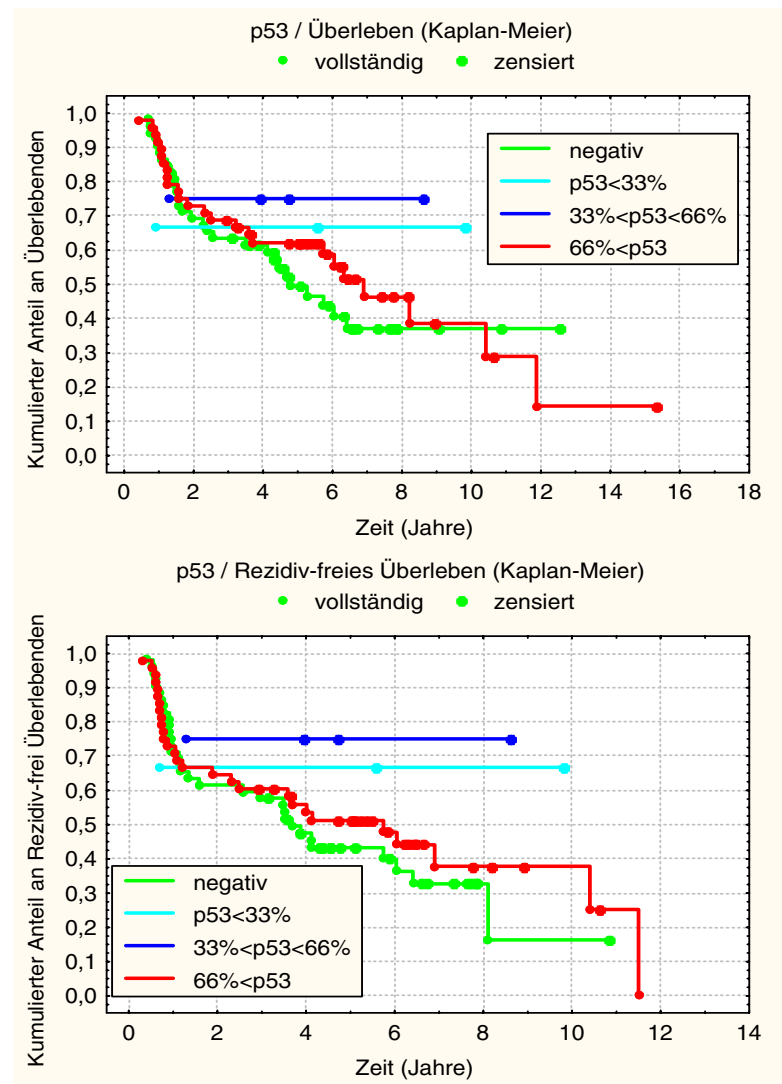 p53 / Überleben (Kaplan-Meier)
vollständig zensiert
Kumulierter Anteil an Überlebenden
1,0
0,9
0,8
0,7
0,6
0,5
0,4
0,3
0,2
0,1
0,0
negativ
p53<33%
33%<p53<66%
66%<p53
0 2 4 6 8 10 12 14 16 18
Zeit (Jahre)
p53 / Rezidiv-freies Überleben (Kaplan-Meier)
vollständig zensiert
Kumulierter Anteil an Rezidiv-frei Überlebenden
1,0
0,9
0,8
0,7
0,6
0,5
0,4
0,3
0,2
0,1
0,0
negativ
p53<33%
33%<p53<66%
66%<p53
0 2 4 6 8 10 12 14
Zeit (Jahre)